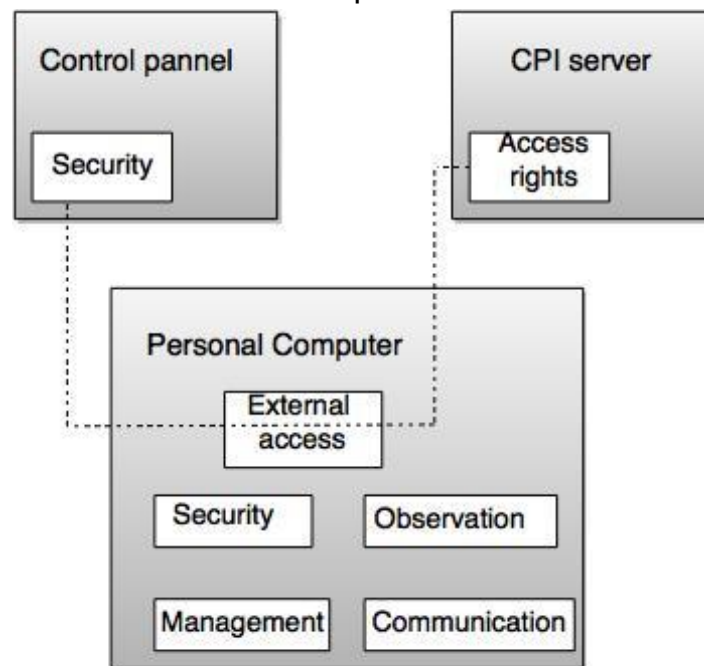 Control pannel
CPI server
Security
Access
rights
Personal Computer
External
access
Security
Observation
Management
Communication